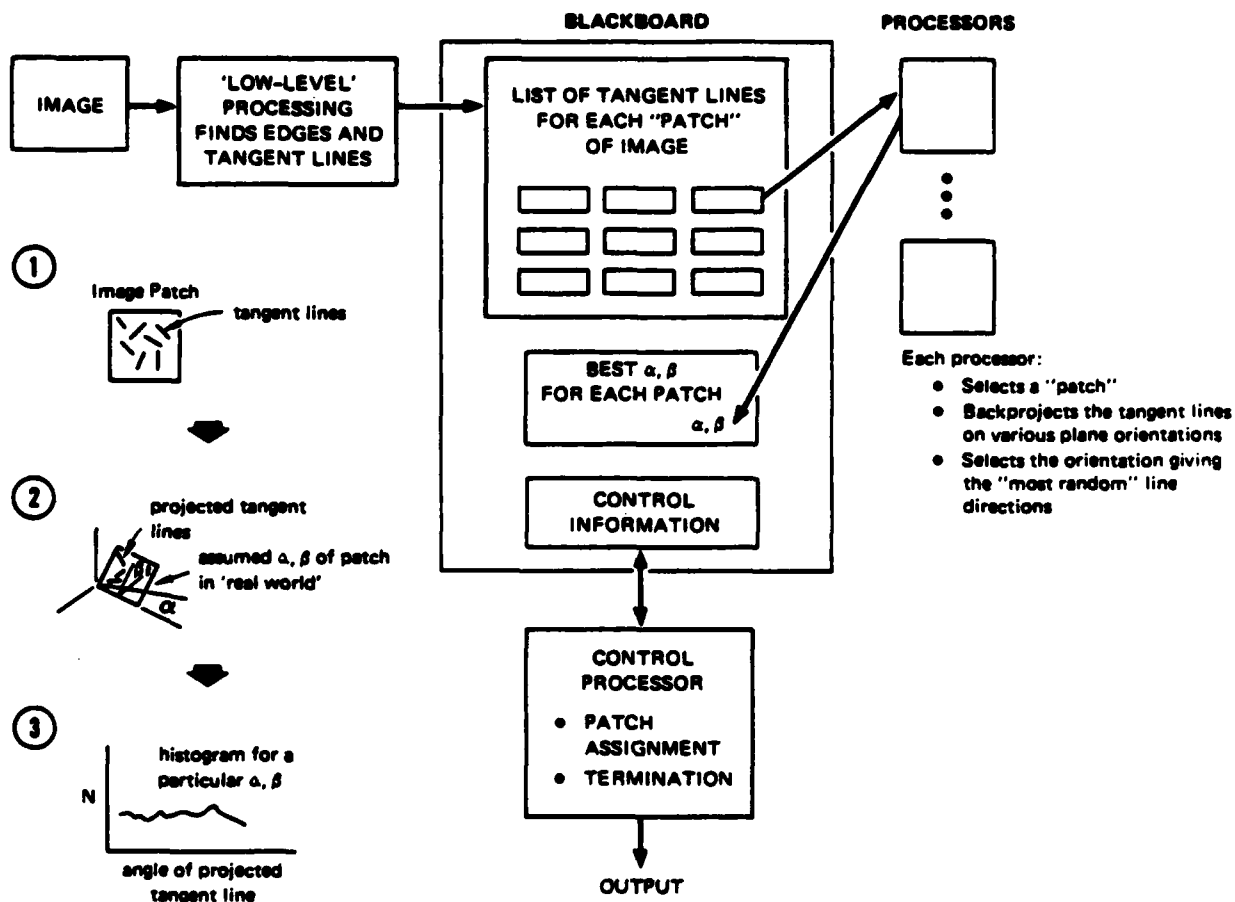 BLACKBOARD
PROCESSORS
IMAGE
'LOW-LEVEL'
PROCESSING
FINDS EDGES AND
TANGENT LINES
LIST OF TANGENT LINES
FOR EACH "PATCH"
OF IMAGE
1
Image Patch
tangent lines
BEST α, β
FOR EACH PATCH
α, β
Each processor:
● Selects a "patch"
● Backprojects the tangent lines
on various plane orientations
● Selects the orientation giving
the "most random" line
directions
2
projected tangent
lines
assumed α, β of patch
in 'real world'
α
CONTROL
INFORMATION
CONTROL
PROCESSOR
● PATCH
ASSIGNMENT
● TERMINATION
3
histogram for a
particular α, β
N
angle of projected
tangent line
OUTPUT